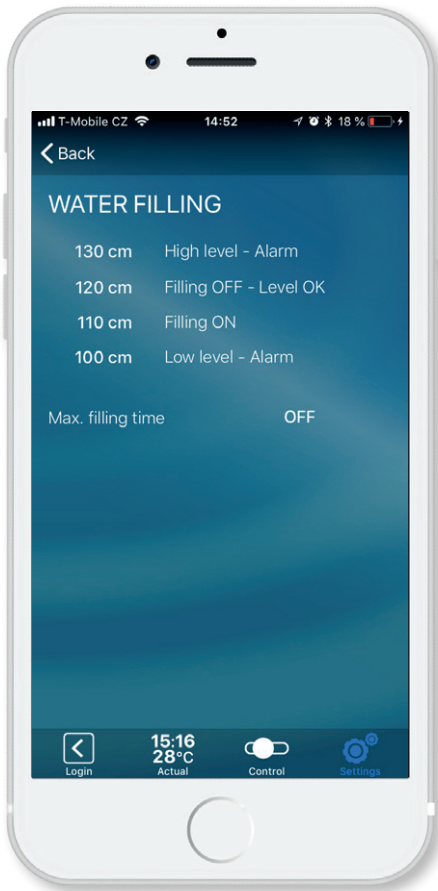 T-Mobile CZ 14:52 18 %
Back
WATER FILLING
130 cm High level - Alarm
120 cm Filling OFF - Level OK
110 cm Filling ON
100 cm Low level - Alarm
Max. filling time OFF
15:16
28°C
Login Actual Control Settings